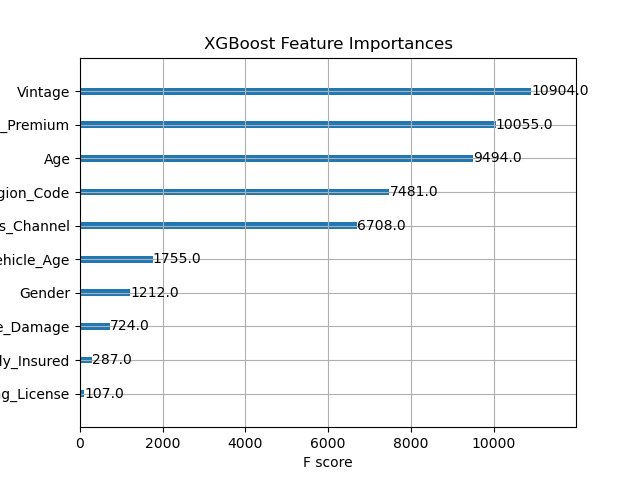 XGBoost Feature Importances
Vintage 10904.0
_Premium 10055.0
Age 9494.0
gion_Code 7481.0
s_Channel 6708.0
ehicle_Age 1755.0
Gender 1212.0
e_Damage 724.0
ly_Insured 287.0
ng_License 107.0
0 2000 4000 6000 8000 10000
F score